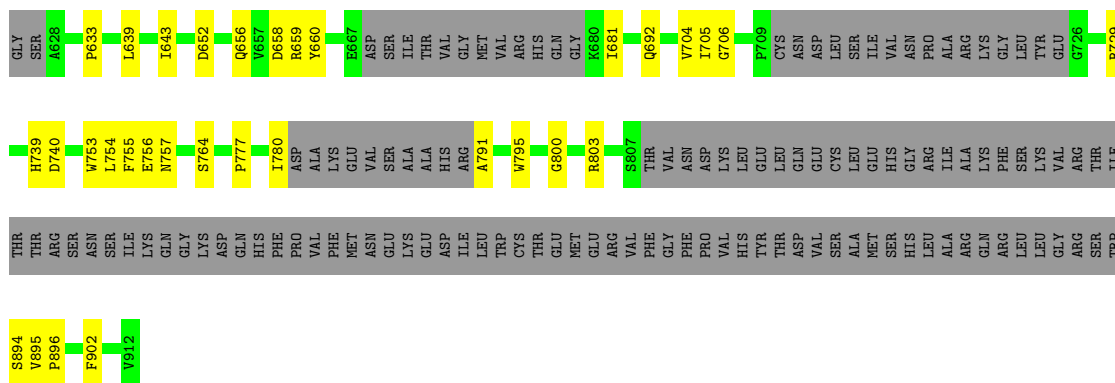 GLY SER A628 P633 L639 I643 D652 Q656 V657 D658 R659 Y660 E667 ASP SER ILE THR VAL GLY MET VAL ARG HIS GLN GLY K680 I681 Q692 V704 I705 G706 P709 CYS ASN ASP LEU SER ILE VAL ASN PRO ALA ARG LYS GLY LEU TYR GLU G726 R729
H739 D740 W753 L754 F755 E756 N757 S764 P777 I780 ASP ALA LYS GLU VAL SER ALA ALA HIS ARG A791 W795 G800 R803 S807 THR VAL ASN ASP LYS LEU GLU LEU GLN GLU CYS LEU GLU HIS GLY ARG ILE ALA LYS PHE SER LYS VAL ARG THR ILE
THR THR ARG SER ASN SER ILE LYS GLN GLY LYS ASP GLN HIS PHE PRO VAL PHE MET ASN GLU LYS GLU ASP ILE LEU TRP CYS THR GLU MET GLU ARG VAL PHE GLY PHE PRO VAL HIS TYR THR ASP VAL SER ALA MET SER HIS LEU ALA ARG GLN ARG LEU LEU GLY ARG SER TRP
S894 V895 P896 F902 V912